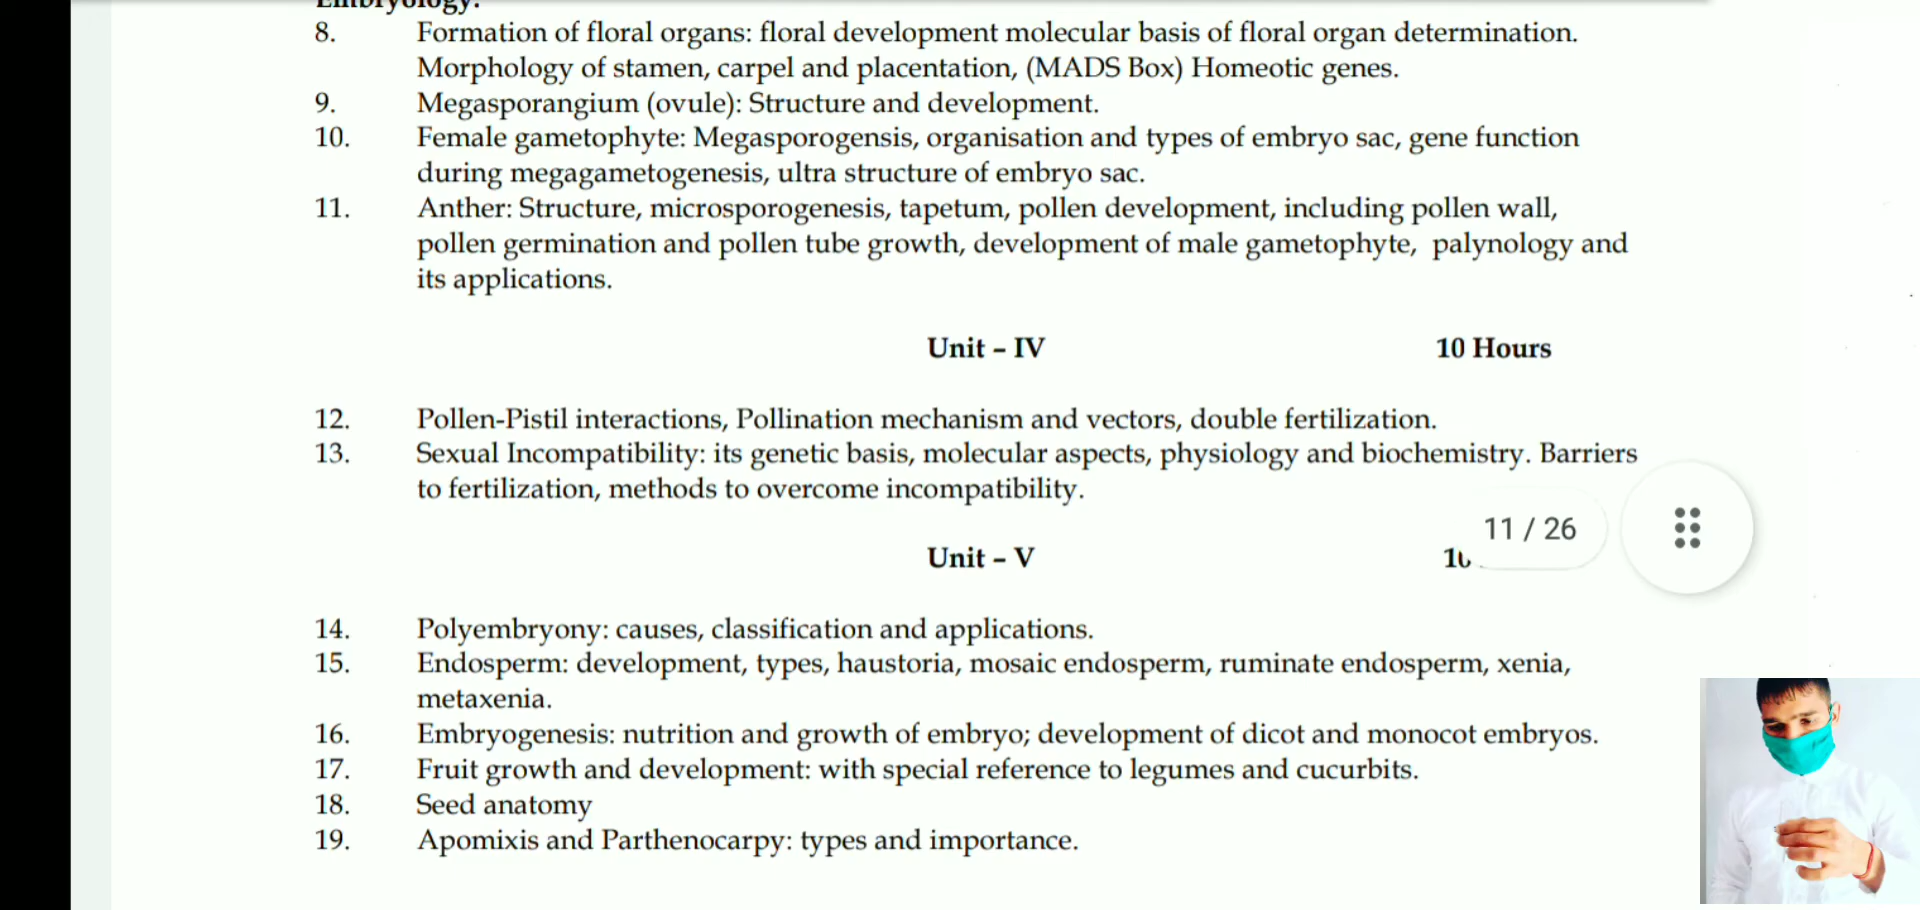 Embryology:
8. Formation of floral organs: floral development molecular basis of floral organ determination.
Morphology of stamen, carpel and placentation, (MADS Box) Homeotic genes.
9. Megasporangium (ovule): Structure and development.
10. Female gametophyte: Megasporogensis, organisation and types of embryo sac, gene function
during megagametogenesis, ultra structure of embryo sac.
11. Anther: Structure, microsporogenesis, tapetum, pollen development, including pollen wall,
pollen germination and pollen tube growth, development of male gametophyte, palynology and
its applications.
Unit – IV 10 Hours
12. Pollen-Pistil interactions, Pollination mechanism and vectors, double fertilization.
13. Sexual Incompatibility: its genetic basis, molecular aspects, physiology and biochemistry. Barriers
to fertilization, methods to overcome incompatibility.
11 / 26
Unit – V 10
14. Polyembryony: causes, classification and applications.
15. Endosperm: development, types, haustoria, mosaic endosperm, ruminate endosperm, xenia,
metaxenia.
16. Embryogenesis: nutrition and growth of embryo; development of dicot and monocot embryos.
17. Fruit growth and development: with special reference to legumes and cucurbits.
18. Seed anatomy
19. Apomixis and Parthenocarpy: types and importance.